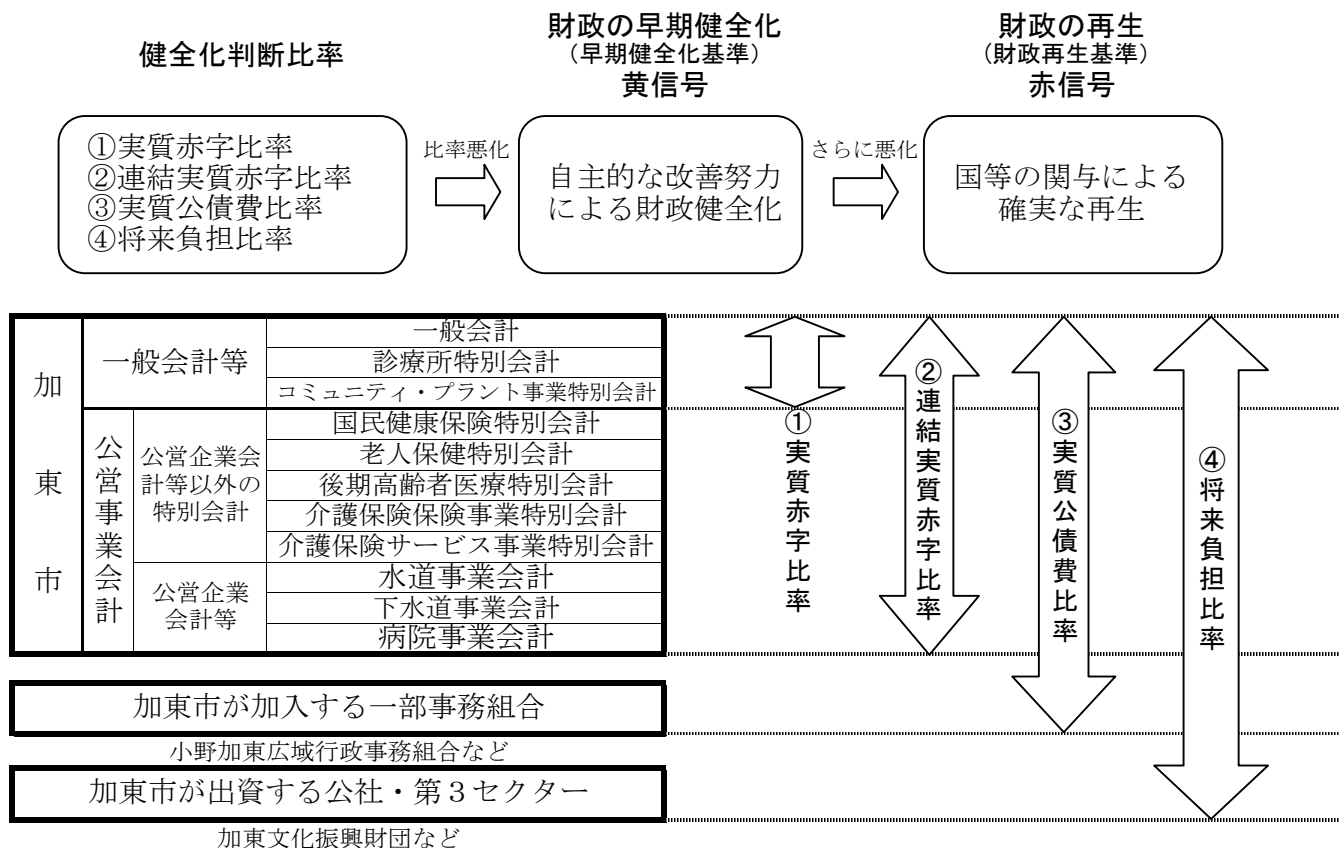 健全化判断比率
財政の早期健全化
（早期健全化基準）
黄信号
財政の再生
（財政再生基準）
赤信号
①実質赤字比率
②連結実質赤字比率
③実質公債費比率
④将来負担比率
比率悪化
自主的な改善努力
による財政健全化
さらに悪化
国等の関与による
確実な再生
加東市
一般会計等
一般会計
診療所特別会計
コミュニティ・プラント事業特別会計
公営事業会計
公営企業会
計等以外の
特別会計
国民健康保険特別会計
老人保健特別会計
後期高齢者医療特別会計
介護保険保険事業特別会計
介護保険サービス事業特別会計
公営企業
会計等
水道事業会計
下水道事業会計
病院事業会計
①実質赤字比率
②連結実質赤字比率
③実質公債費比率
④将来負担比率
加東市が加入する一部事務組合
小野加東広域行政事務組合など
加東市が出資する公社・第３セクター
加東文化振興財団など